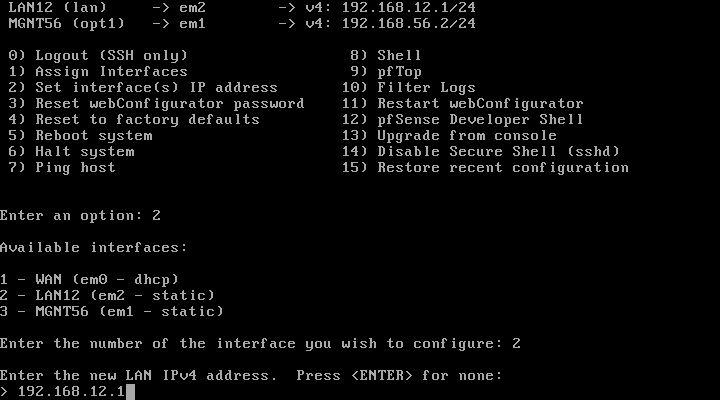 LAN12 (lan)     -> em2        -> v4: 192.168.12.1/24
MGNT56 (opt1)   -> em1        -> v4: 192.168.56.2/24
0) Logout (SSH only)                  8) Shell
1) Assign Interfaces                  9) pfTop
2) Set interface(s) IP address       10) Filter Logs
3) Reset webConfigurator password    11) Restart webConfigurator
4) Reset to factory defaults         12) pfSense Developer Shell
5) Reboot system                     13) Upgrade from console
6) Halt system                       14) Disable Secure Shell (sshd)
7) Ping host                         15) Restore recent configuration
Enter an option: 2
Available interfaces:
1 - WAN (em0 - dhcp)
2 - LAN12 (em2 - static)
3 - MGNT56 (em1 - static)
Enter the number of the interface you wish to configure: 2
Enter the new LAN IPv4 address.  Press <ENTER> for none:
> 192.168.12.1